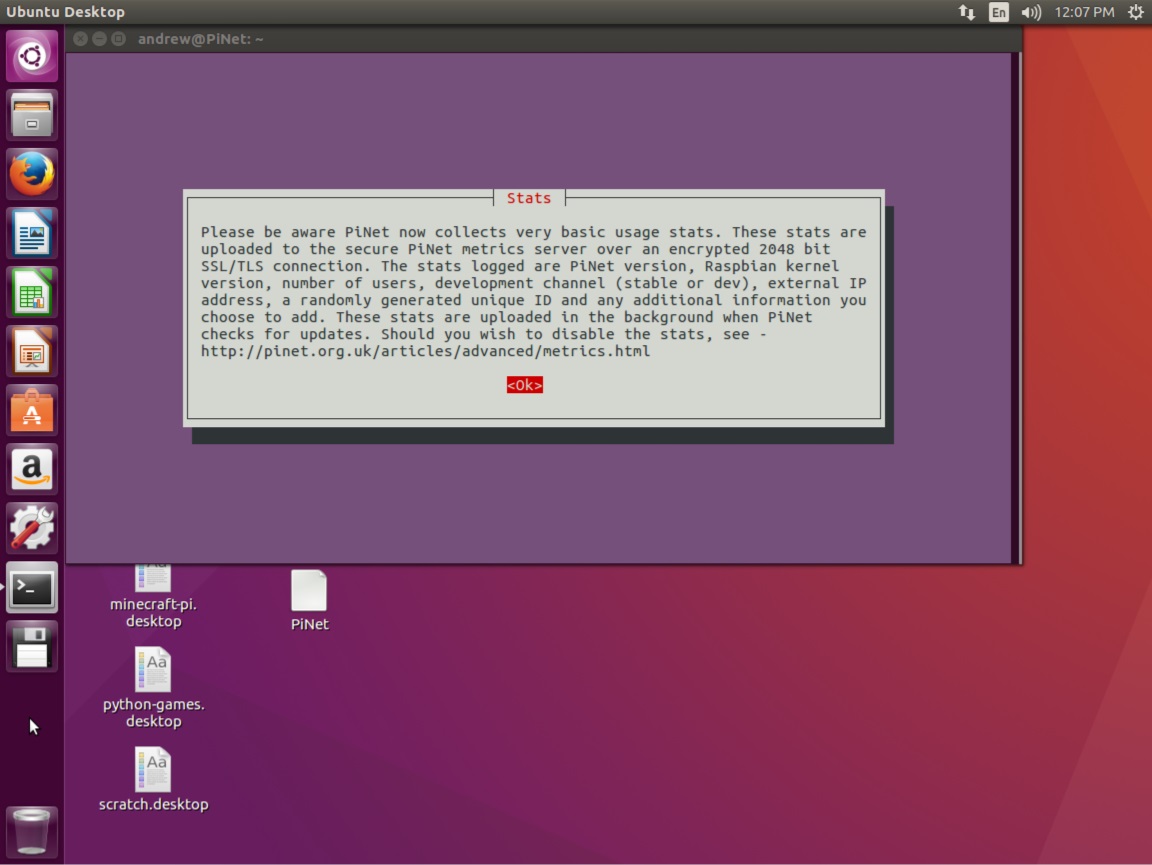 Ubuntu Desktop
En
12:07 PM
andrew@PiNet: ~
Stats
Please be aware PiNet now collects very basic usage stats. These stats are
uploaded to the secure PiNet metrics server over an encrypted 2048 bit
SSL/TLS connection. The stats logged are PiNet version, Raspbian kernel
version, number of users, development channel (stable or dev), external IP
address, a randomly generated unique ID and any additional information you
choose to add. These stats are uploaded in the background when PiNet
checks for updates. Should you wish to disable the stats, see -
http://pinet.org.uk/articles/advanced/metrics.html
<Ok>
A
a
>_
minecraft-pi.
desktop
PiNet
Aa
python-games.
desktop
Aa
scratch.desktop